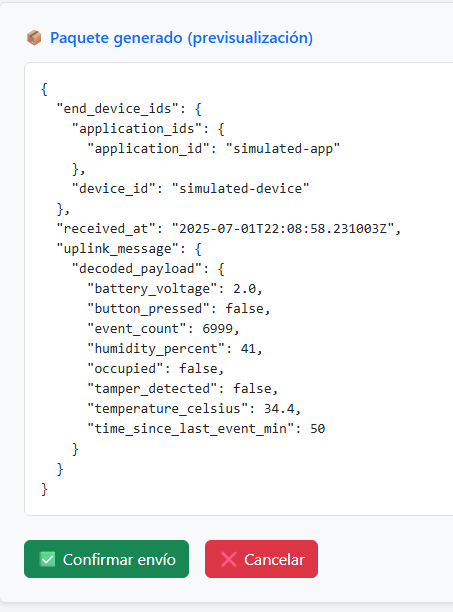 📦 Paquete generado (previsualización)
{
  "end_device_ids": {
    "application_ids": {
      "application_id": "simulated-app"
    },
    "device_id": "simulated-device"
  },
  "received_at": "2025-07-01T22:08:58.231003Z",
  "uplink_message": {
    "decoded_payload": {
      "battery_voltage": 2.0,
      "button_pressed": false,
      "event_count": 6999,
      "humidity_percent": 41,
      "occupied": false,
      "tamper_detected": false,
      "temperature_celsius": 34.4,
      "time_since_last_event_min": 50
    }
  }
}
✅ Confirmar envío
❌ Cancelar